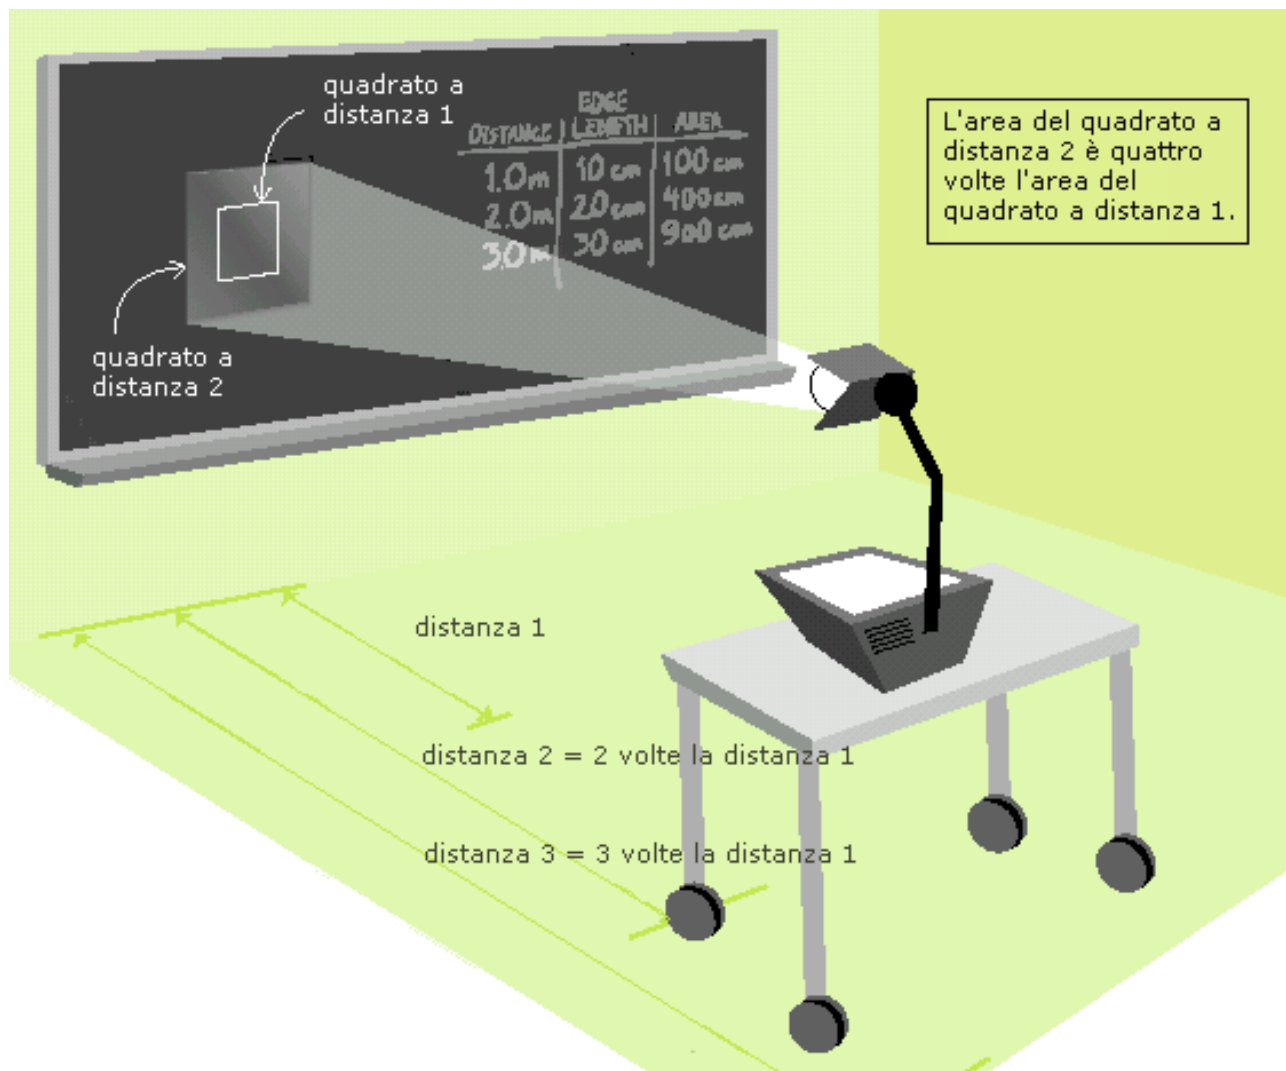 quadrato a
distanza 1
EDGE
DISTANCE LENGTH AREA
1.0m 10 cm 100 cm
2.0m 20 cm 400 cm
3.0m 30 cm 900 cm
L'area del quadrato a
distanza 2 è quattro
volte l'area del
quadrato a distanza 1.
quadrato a
distanza 2
distanza 1
distanza 2 = 2 volte la distanza 1
distanza 3 = 3 volte la distanza 1